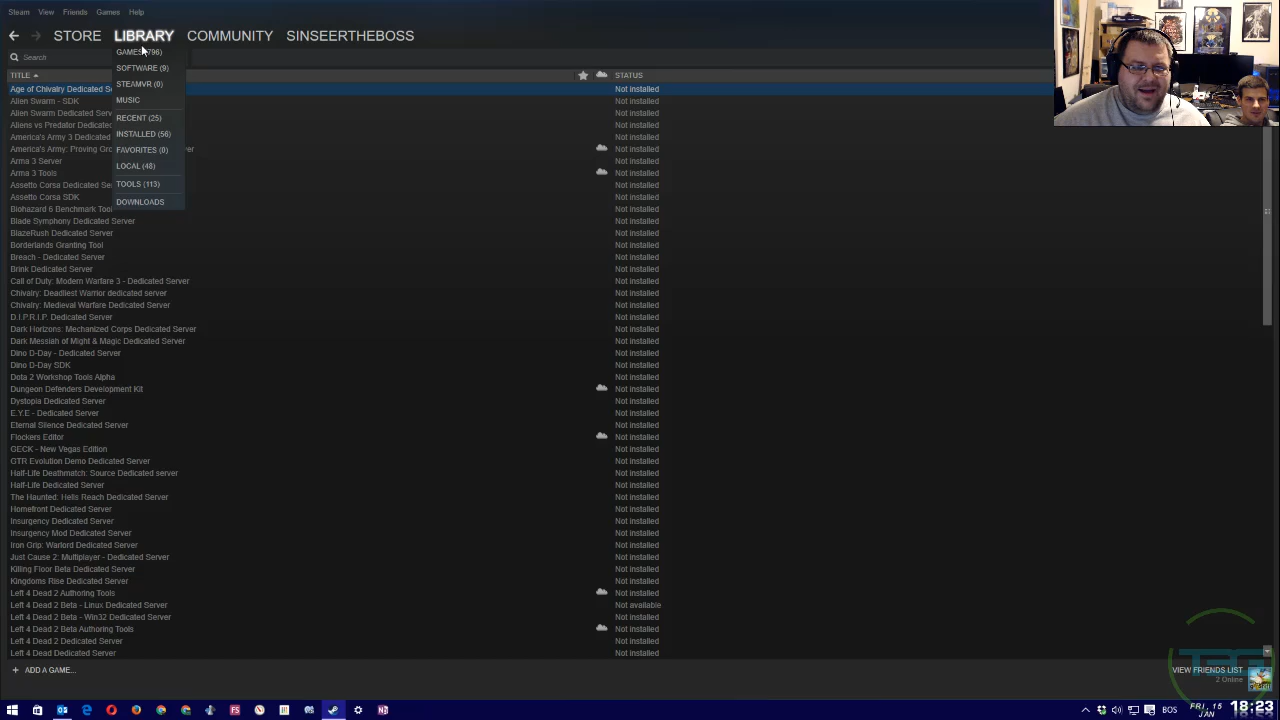 Steam View Friends Games Help
STORE LIBRARY COMMUNITY SINSEERTHEBOSS
Search
TITLE STATUS
GAMES (796)
SOFTWARE (9)
STEAMVR (0)
MUSIC
RECENT (25)
INSTALLED (56)
FAVORITES (0)
LOCAL (48)
TOOLS (113)
DOWNLOADS
Age of Chivalry Dedicated S Not installed
Alien Swarm - SDK Not installed
Alien Swarm Dedicated Serv Not installed
Aliens vs Predator Dedicated Not installed
America's Army 3 Dedicated Not installed
America's Army: Proving Gro ver Not installed
Arma 3 Server Not installed
Arma 3 Tools Not installed
Assetto Corsa Dedicated Se Not installed
Assetto Corsa SDK Not installed
Biohazard 6 Benchmark Tool Not installed
Blade Symphony Dedicated Server Not installed
BlazeRush Dedicated Server Not installed
Borderlands Granting Tool Not installed
Breach - Dedicated Server Not installed
Brink Dedicated Server Not installed
Call of Duty: Modern Warfare 3 - Dedicated Server Not installed
Chivalry: Deadliest Warrior dedicated server Not installed
Chivalry: Medieval Warfare Dedicated Server Not installed
D.I.P.R.I.P. Dedicated Server Not installed
Dark Horizons: Mechanized Corps Dedicated Server Not installed
Dark Messiah of Might & Magic Dedicated Server Not installed
Dino D-Day - Dedicated Server Not installed
Dino D-Day SDK Not installed
Dota 2 Workshop Tools Alpha Not installed
Dungeon Defenders Development Kit Not installed
Dystopia Dedicated Server Not installed
E.Y.E - Dedicated Server Not installed
Eternal Silence Dedicated Server Not installed
Flockers Editor Not installed
GECK - New Vegas Edition Not installed
GTR Evolution Demo Dedicated Server Not installed
Half-Life Deathmatch: Source Dedicated server Not installed
Half-Life Dedicated Server Not installed
The Haunted: Hells Reach Dedicated Server Not installed
Homefront Dedicated Server Not installed
Insurgency Dedicated Server Not installed
Insurgency Mod Dedicated Server Not installed
Iron Grip: Warlord Dedicated Server Not installed
Just Cause 2: Multiplayer - Dedicated Server Not installed
Killing Floor Beta Dedicated Server Not installed
Kingdoms Rise Dedicated Server Not installed
Left 4 Dead 2 Authoring Tools Not installed
Left 4 Dead 2 Beta - Linux Dedicated Server Not available
Left 4 Dead 2 Beta - Win32 Dedicated Server Not installed
Left 4 Dead 2 Beta Authoring Tools Not installed
Left 4 Dead 2 Dedicated Server Not installed
Left 4 Dead Dedicated Server Not installed
+ ADD A GAME...
VIEW FRIENDS LIST
2 Online
BOS
FRI, 15
JAN
18:23